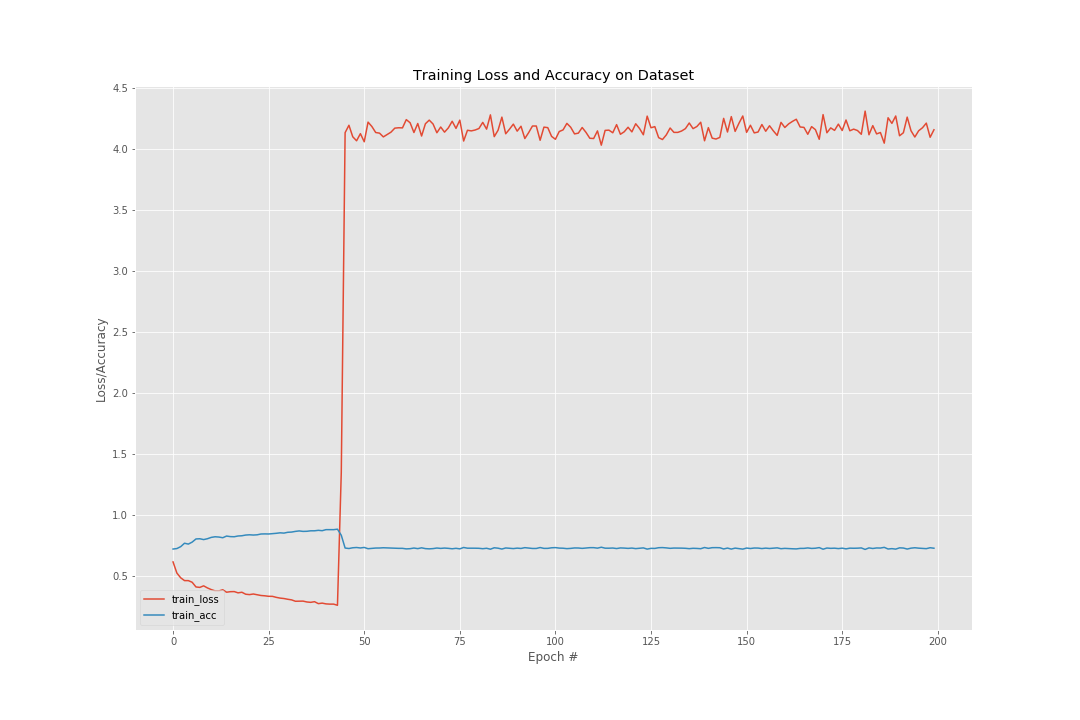 Training Loss and Accuracy on Dataset
4.5
4.0
3.5
3.0
2.5
2.0
1.5
1.0
0.5
Loss/Accuracy
train_loss
train_acc
0 25 50 75 100 125 150 175 200
Epoch #